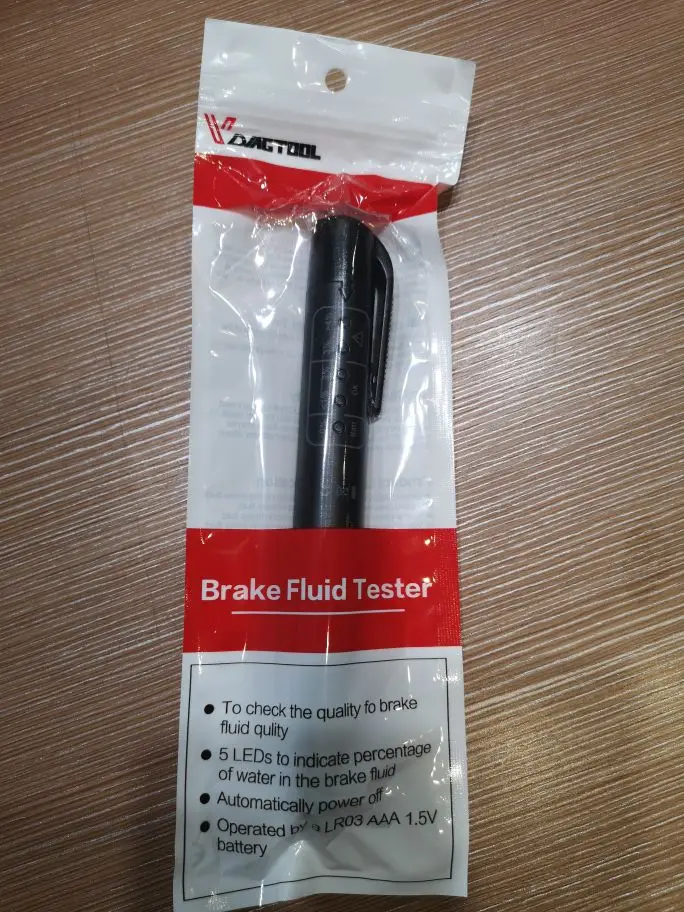 VDIAGTOOL
Brake Fluid Tester
● To check the quality fo brake
fluid qulity
● 5 LEDs to indicate percentage
of water in the brake fluid
● Automatically power off
● Operated by a LR03 AAA 1.5V
battery